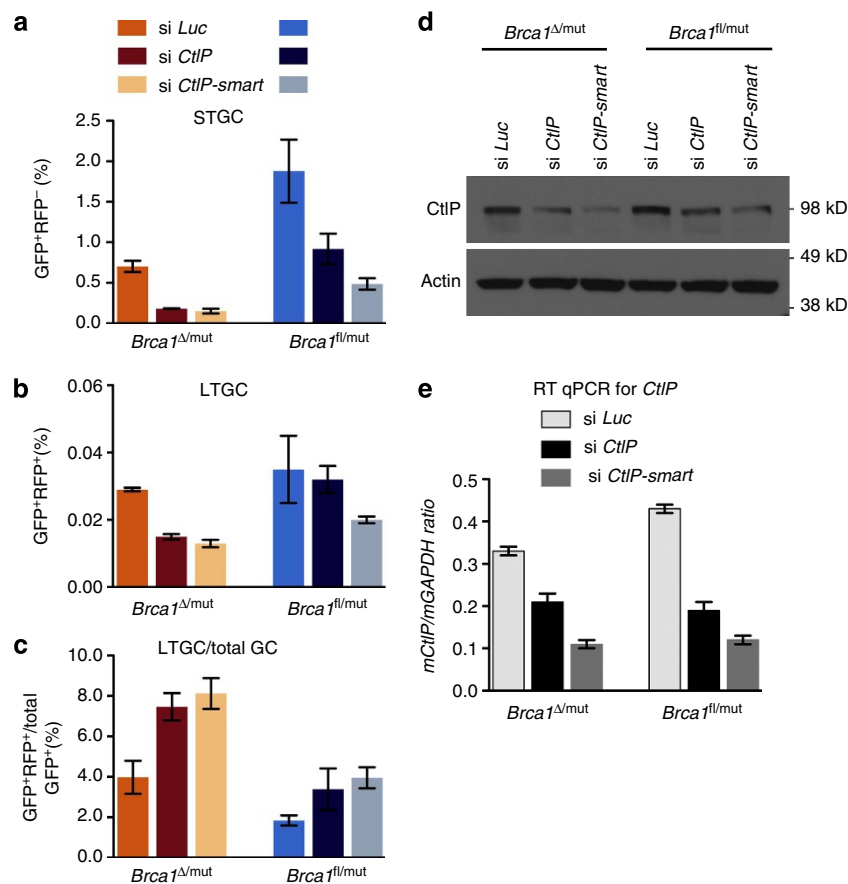 a
si Luc
si CtIP
si CtIP-smart
STGC
GFP⁺RFP⁻ (%)
2.5
2.0
1.5
1.0
0.5
0.0
Brca1Δ/mut
Brca1fl/mut
b
LTGC
GFP⁺RFP⁺(%)
0.06
0.04
0.02
0.00
Brca1Δ/mut
Brca1fl/mut
c
LTGC/total GC
GFP⁺RFP⁺/total
GFP⁺(%)
10.0
8.0
6.0
4.0
2.0
0.0
Brca1Δ/mut
Brca1fl/mut
d
Brca1Δ/mut
Brca1fl/mut
si Luc
si CtIP
si CtIP-smart
si Luc
si CtIP
si CtIP-smart
CtIP
98 kD
49 kD
Actin
38 kD
e
RT qPCR for CtIP
si Luc
si CtIP
si CtIP-smart
mCtIP/mGAPDH ratio
0.5
0.4
0.3
0.2
0.1
0.0
Brca1Δ/mut
Brca1fl/mut